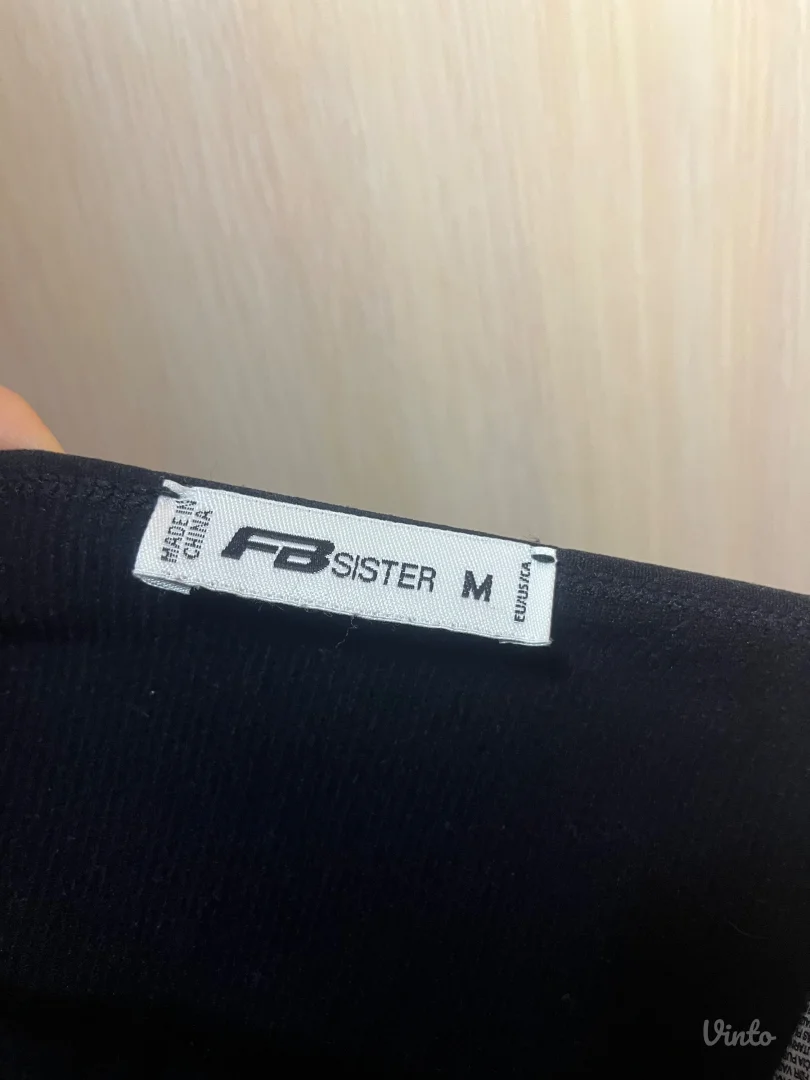 MADE IN
CHINA
FB SISTER M
EU/US/CA
Vinto